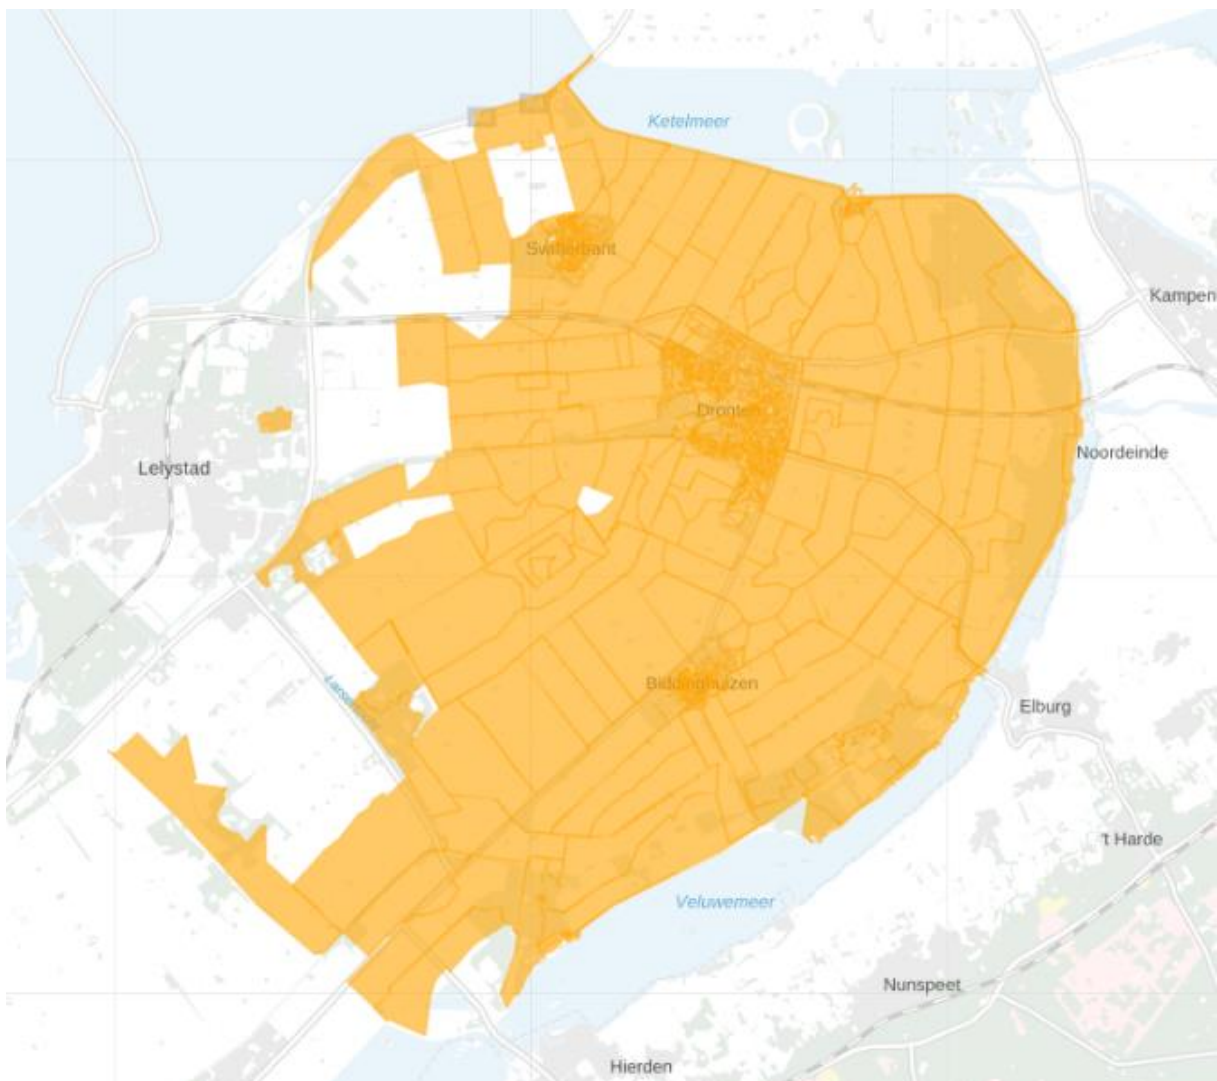 Ketelmeer
Swifterbant
Kampen
Dronten
Noordeinde
Lelystad
Biddinghuizen
Elburg
't Harde
Veluwemeer
Nunspeet
Hierden